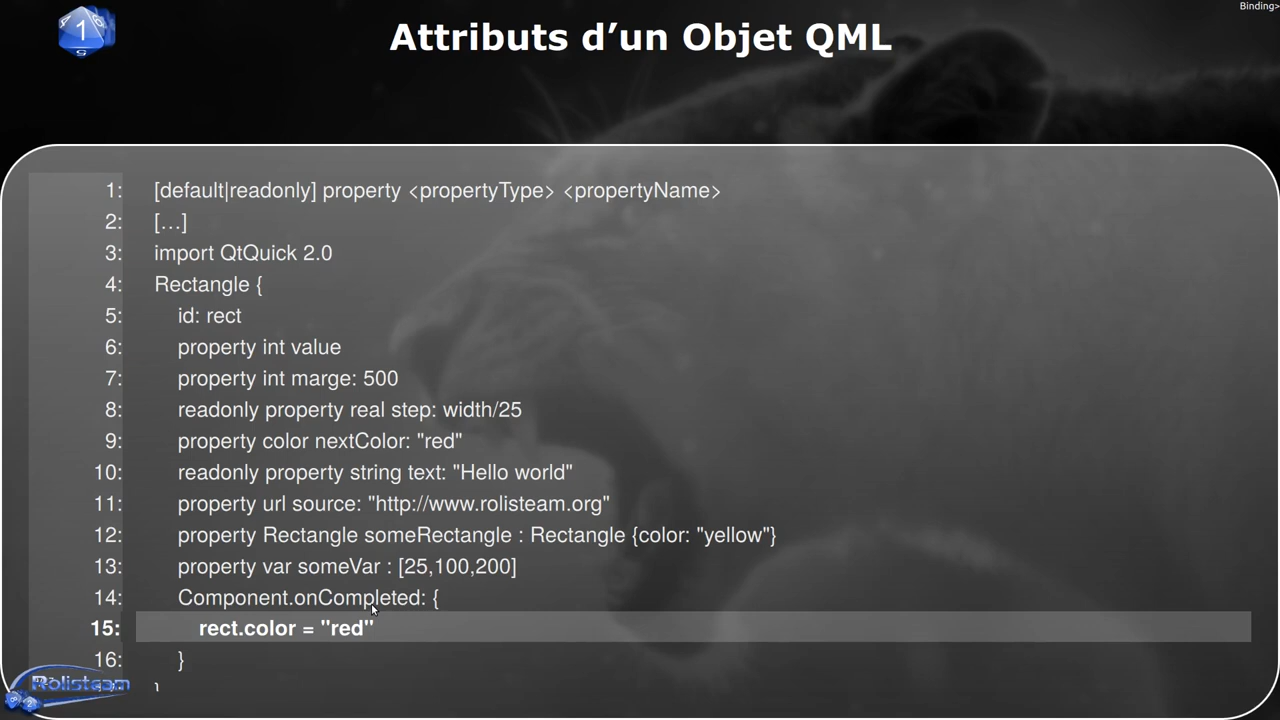 Binding>
1
Attributs d’un Objet QML
1: [default|readonly] property <propertyType> <propertyName>
2: […]
3: import QtQuick 2.0
4: Rectangle {
5: id: rect
6: property int value
7: property int marge: 500
8: readonly property real step: width/25
9: property color nextColor: "red"
10: readonly property string text: "Hello world"
11: property url source: "http://www.rolisteam.org"
12: property Rectangle someRectangle : Rectangle {color: "yellow"}
13: property var someVar : [25,100,200]
14: Component.onCompleted: {
15: rect.color = "red"
16: }
Rolisteam